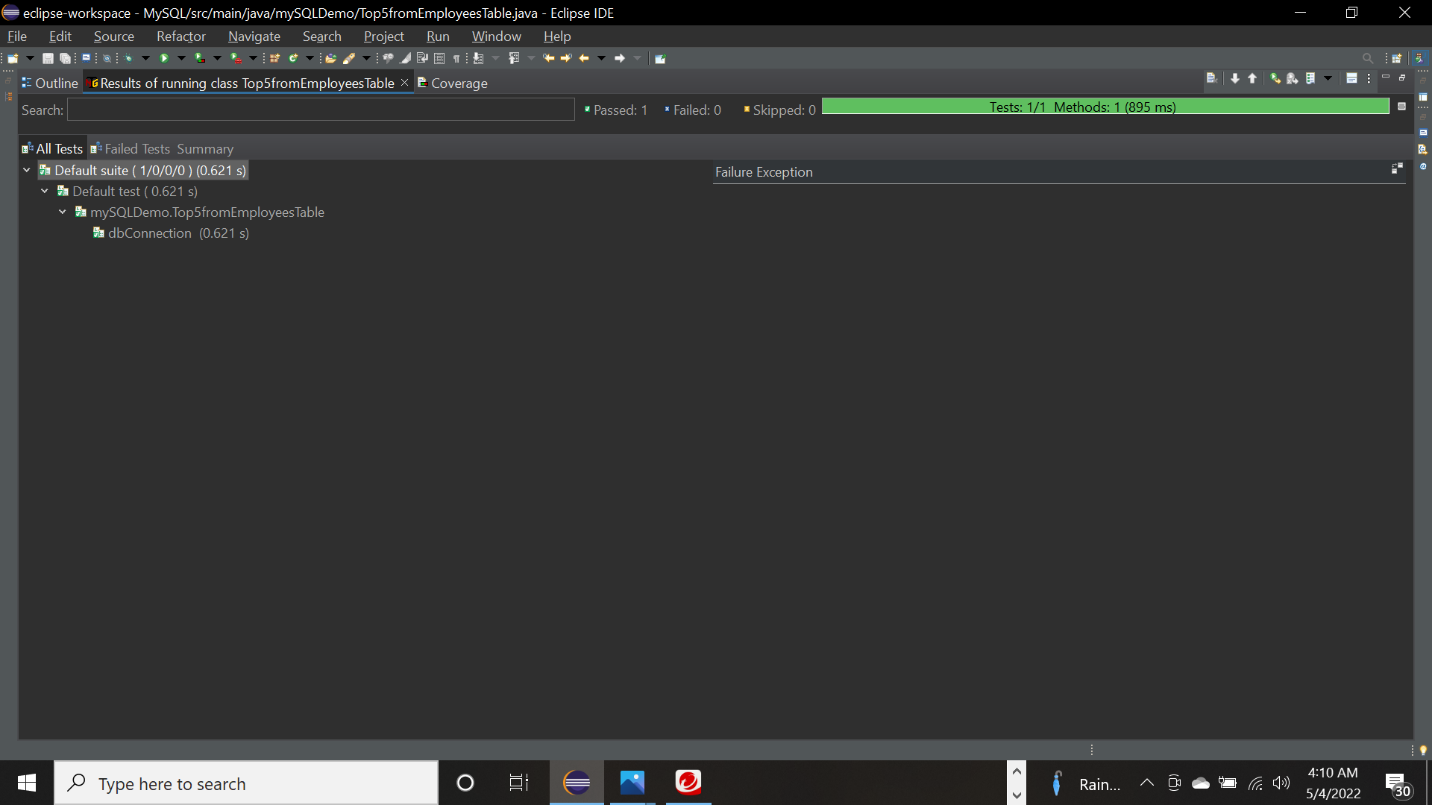 eclipse-workspace - MySQL/src/main/java/mySQLDemo/Top5fromEmployeesTable.java - Eclipse IDE
File Edit Source Refactor Navigate Search Project Run Window Help
Outline Results of running class Top5fromEmployeesTable Coverage
Search: Passed: 1 Failed: 0 Skipped: 0 Tests: 1/1 Methods: 1 (895 ms)
All Tests Failed Tests Summary
Default suite ( 1/0/0/0 ) (0.621 s) Failure Exception
Default test ( 0.621 s)
mySQLDemo.Top5fromEmployeesTable
dbConnection (0.621 s)
Type here to search Rain... 4:10 AM
5/4/2022 30